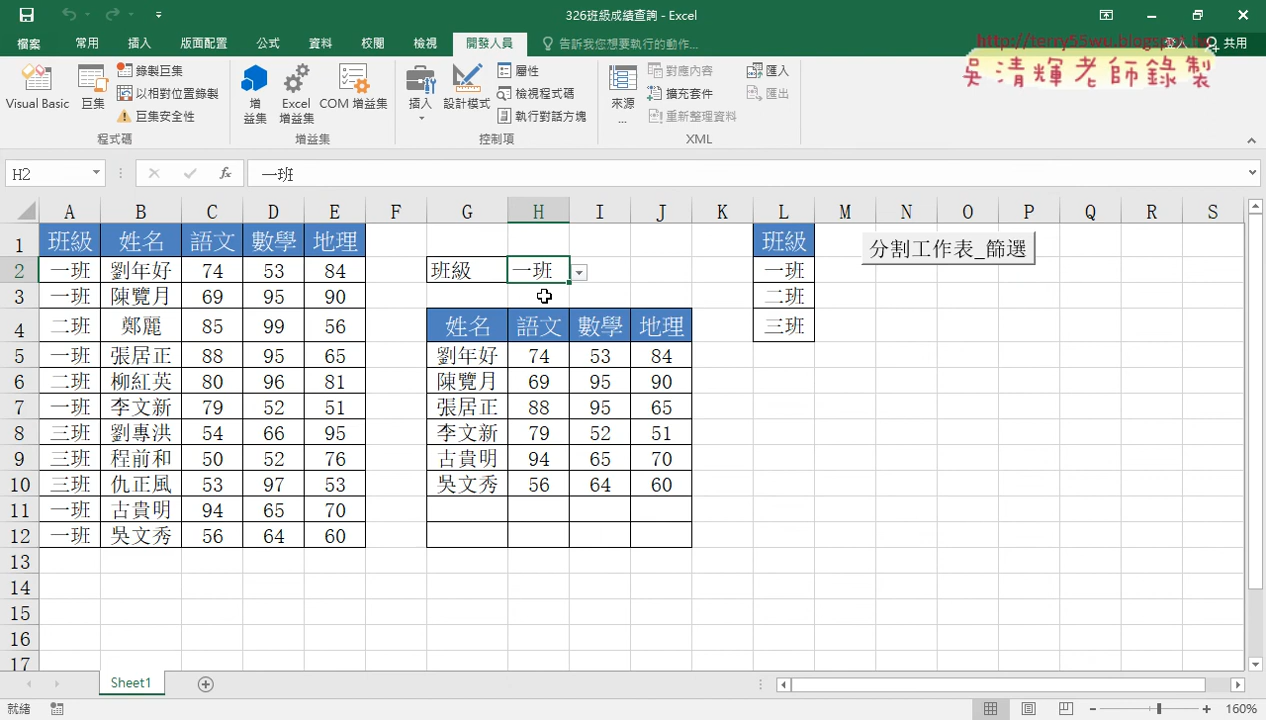 326班級成績查詢 - Excel
檔案 常用 插入 版面配置 公式 資料 校閱 檢視 開發人員 告訴我您想要執行的動作... 登入 共用
http://terry55wu.blogspot.tw
吳清輝老師錄製
Visual Basic 巨集 錄製巨集 以相對位置錄製 巨集安全性
增益集 Excel 增益集 COM 增益集
插入 設計模式 屬性 檢視程式碼 執行對話方塊
來源... 對應內容 擴充套件 重新整理資料 匯入 匯出
程式碼 增益集 控制項 XML
H2 fx 一班
A B C D E F G H I J K L M N O P Q R S
1 班級 姓名 語文 數學 地理 班級 分割工作表_篩選
2 一班 劉年好 74 53 84 班級 一班 一班
3 一班 陳覽月 69 95 90 二班
4 二班 鄭麗 85 99 56 姓名 語文 數學 地理 三班
5 一班 張居正 88 95 65 劉年好 74 53 84
6 二班 柳紅英 80 96 81 陳覽月 69 95 90
7 一班 李文新 79 52 51 張居正 88 95 65
8 三班 劉專洪 54 66 95 李文新 79 52 51
9 三班 程前和 50 52 76 古貴明 94 65 70
10 三班 仇正風 53 97 53 吳文秀 56 64 60
11 一班 古貴明 94 65 70
12 一班 吳文秀 56 64 60
13
14
15
16
17
Sheet1
就緒 160%